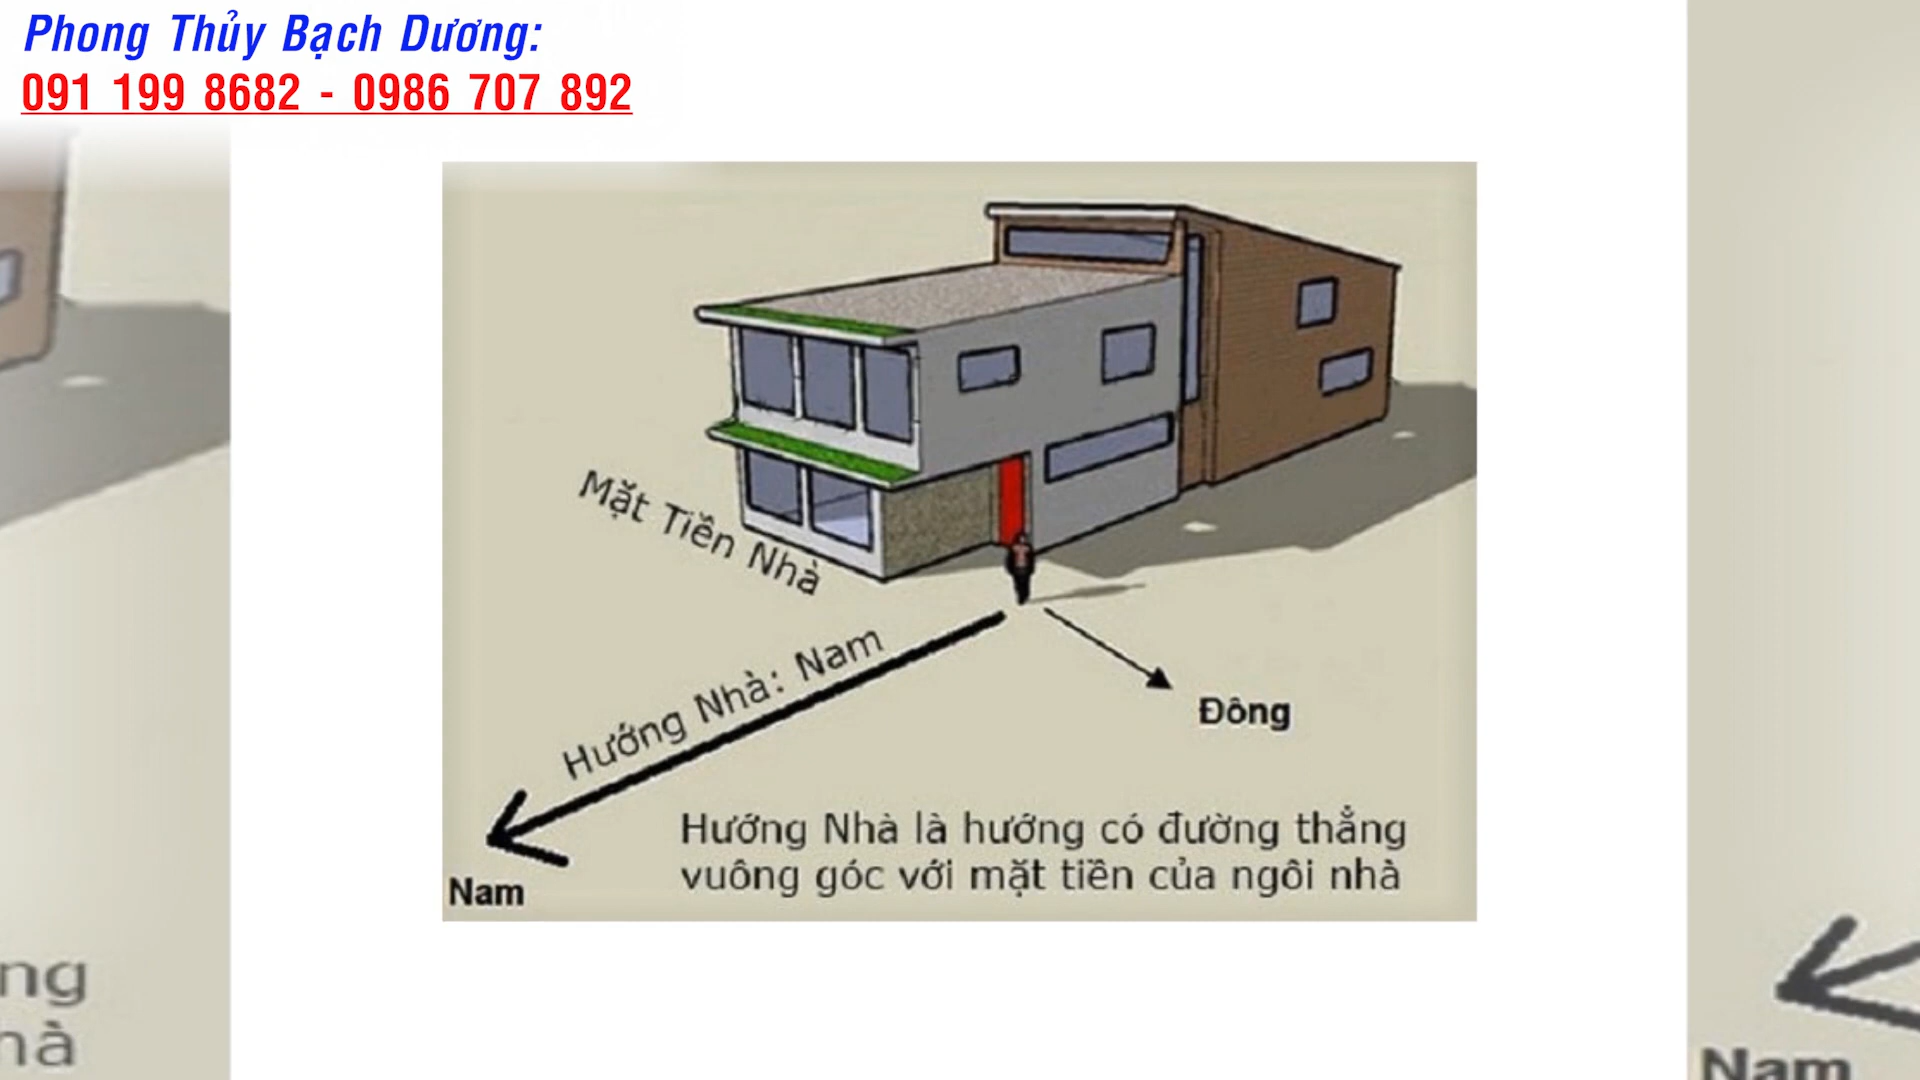 Phong Thủy Bạch Dương:
091 199 8682 - 0986 707 892
Mặt Tiền Nhà
Hướng Nhà: Nam
Đông
Hướng Nhà là hướng có đường thẳng
vuông góc với mặt tiền của ngôi nhà
Nam
ng
hà
Nam